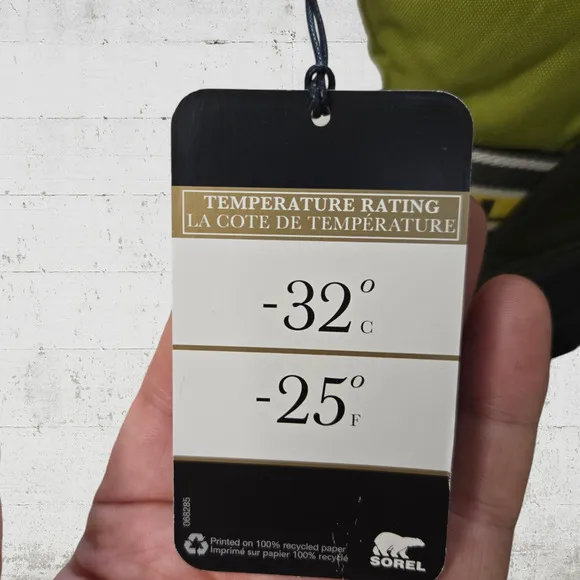 TEMPERATURE RATING
LA COTE DE TEMPÉRATURE
-32° C
-25° F
068285
Printed on 100% recycled paper
Imprimé sur papier 100% recyclé
SOREL